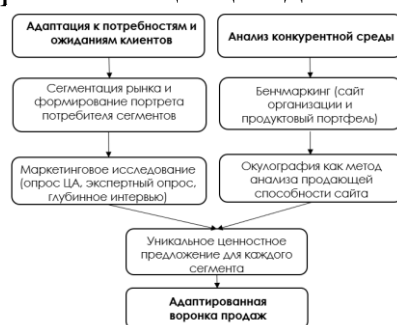 Адаптация к потребностям и
ожиданиям клиентов
Анализ конкурентной среды
Сегментация рынка и
формирование портрета
потребителя сегментов
Бенчмаркинг (сайт
организации и
продуктовый портфель)
Маркетинговое исследование
(опрос ЦА, экспертный опрос,
глубинное интервью)
Окулография как метод
анализа продающей
способности сайта
Уникальное ценностное
предложение для каждого
сегмента
Адаптированная
воронка продаж